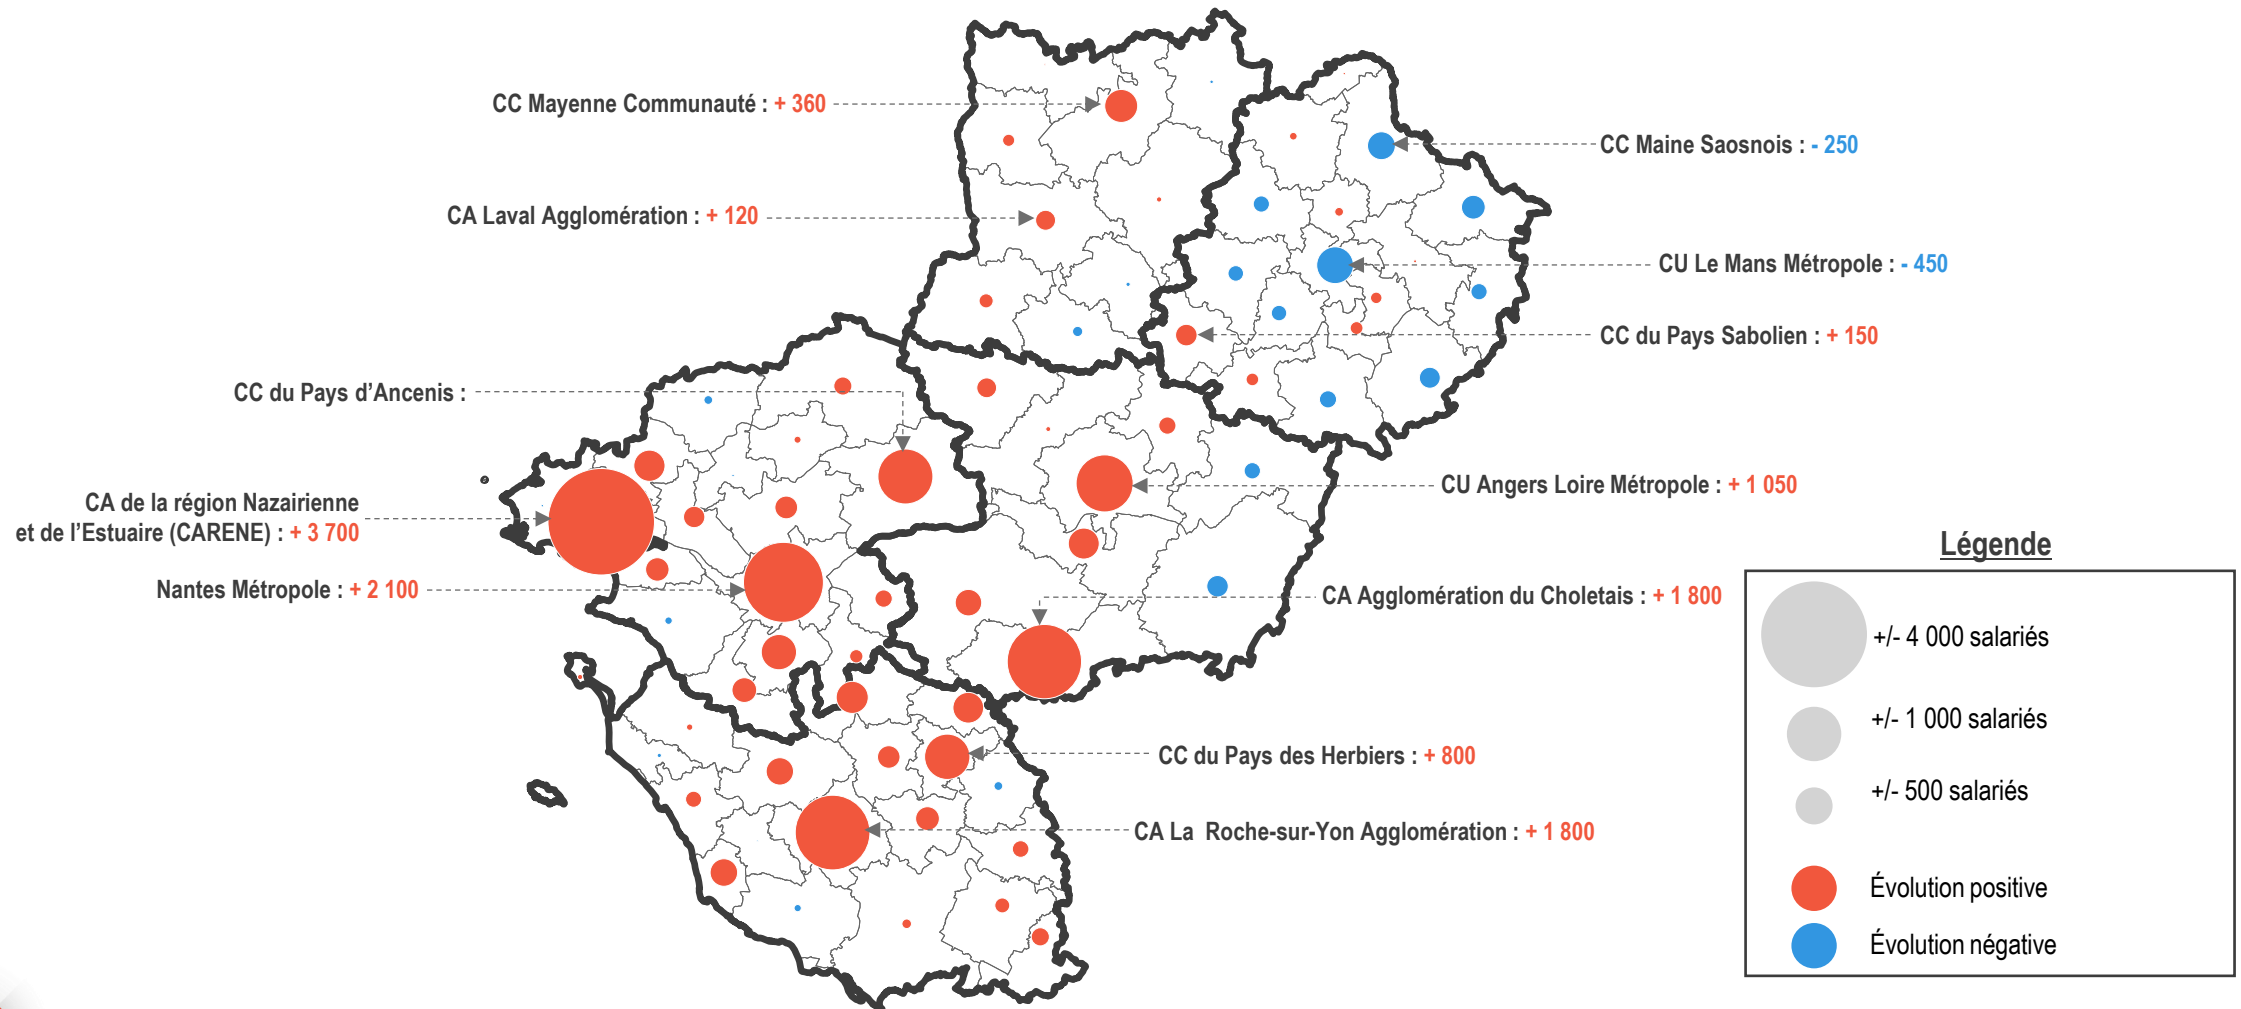 CC Mayenne Communauté : + 360
CC Maine Saosnois : - 250
CA Laval Agglomération : + 120
CU Le Mans Métropole : - 450
CC du Pays Sabolien : + 150
CC du Pays d’Ancenis :
CU Angers Loire Métropole : + 1 050
CA de la région Nazairienne
et de l’Estuaire (CARENE) : + 3 700
Nantes Métropole : + 2 100
CA Agglomération du Choletais : + 1 800
CC du Pays des Herbiers : + 800
CA La Roche-sur-Yon Agglomération : + 1 800
Légende
+/- 4 000 salariés
+/- 1 000 salariés
+/- 500 salariés
Évolution positive
Évolution négative